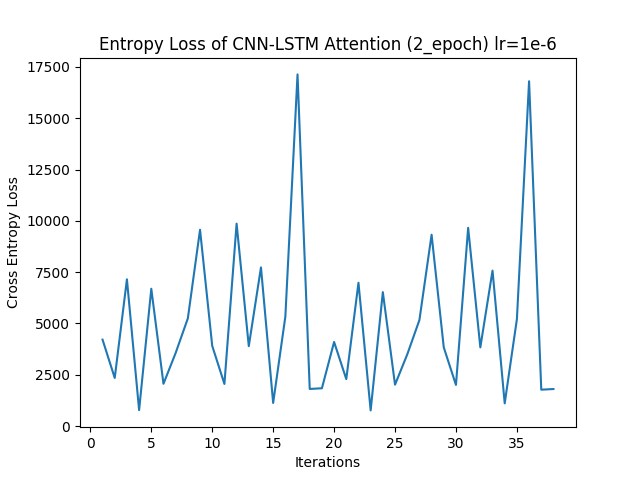 Entropy Loss of CNN-LSTM Attention (2_epoch) lr=1e-6
17500
15000
12500
10000
7500
5000
2500
0
Cross Entropy Loss
0 5 10 15 20 25 30 35
Iterations